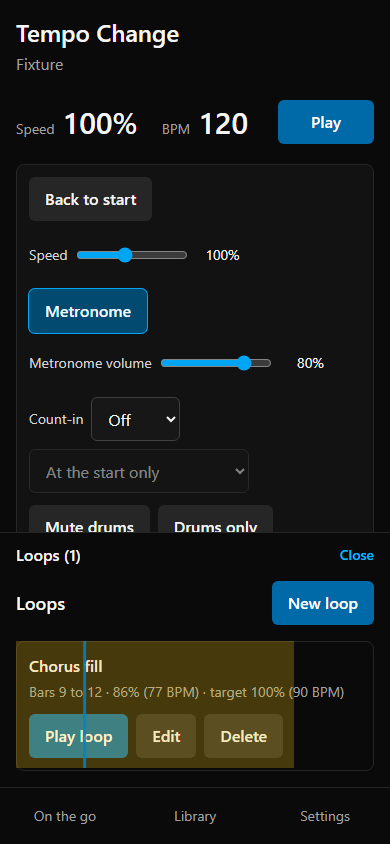 Tempo Change
Fixture
Speed 100% BPM 120 Play
Back to start
Speed 100%
Metronome
Metronome volume 80%
Count-in Off
At the start only
Mute drums Drums only
Loops (1) Close
Loops New loop
Chorus fill
Bars 9 to 12 · 86% (77 BPM) · target 100% (90 BPM)
Play loop Edit Delete
On the go Library Settings